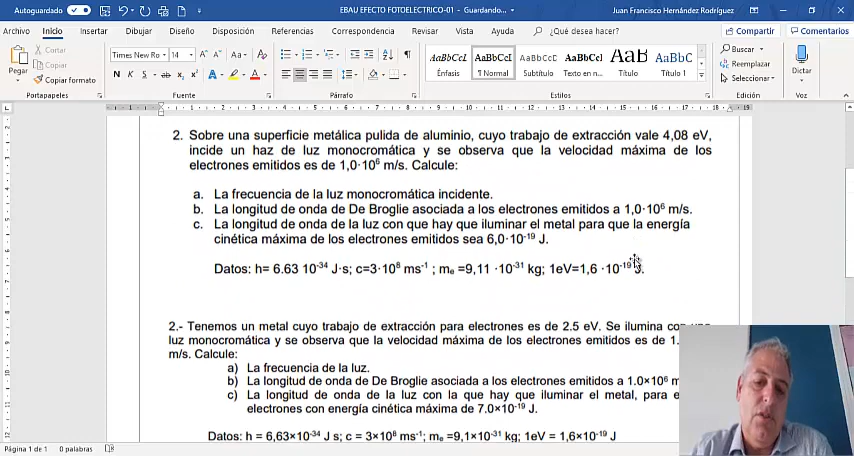 Autoguardado
EBAU EFECTO FOTOELECTRICO-01 - Guardando...
Juan Francisco Hernández Rodríguez
Archivo Inicio Insertar Dibujar Diseño Disposición Referencias Correspondencia Revisar Vista Ayuda ¿Qué desea hacer?
Compartir Comentarios
Pegar
Cortar
Copiar
Copiar formato
Portapapeles
Times New Ro 14
N K S ab x₂ x²
Fuente
Párrafo
AaBbCcL AaBbCcI AaBbCcI AaBbCcI AaB AaBbC
Énfasis ¶ Normal Subtítulo Texto en n... Título Título 1
Estilos
Buscar
Reemplazar
Seleccionar
Edición
Dictar
Voz
2. Sobre una superficie metálica pulida de aluminio, cuyo trabajo de extracción vale 4,08 eV,
incide un haz de luz monocromática y se observa que la velocidad máxima de los
electrones emitidos es de 1,0·10⁶ m/s. Calcule:
a. La frecuencia de la luz monocromática incidente.
b. La longitud de onda de De Broglie asociada a los electrones emitidos a 1,0·10⁶ m/s.
c. La longitud de onda de la luz con que hay que iluminar el metal para que la energía
cinética máxima de los electrones emitidos sea 6,0·10⁻¹⁹ J.
Datos: h= 6.63 10⁻³⁴ J·s; c=3·10⁸ ms⁻¹ ; mₑ =9,11 ·10⁻³¹ kg; 1eV=1,6 ·10⁻¹⁹ J.
2.- Tenemos un metal cuyo trabajo de extracción para electrones es de 2.5 eV. Se ilumina con una
luz monocromática y se observa que la velocidad máxima de los electrones emitidos es de 1.
m/s. Calcule:
a) La frecuencia de la luz.
b) La longitud de onda de De Broglie asociada a los electrones emitidos a 1.0×10⁶ m
c) La longitud de onda de la luz con la que hay que iluminar el metal, para e
electrones con energía cinética máxima de 7.0×10⁻¹⁹ J.
Datos: h = 6,63×10⁻³⁴ J s; c = 3×10⁸ ms⁻¹; mₑ =9,1×10⁻³¹ kg; 1eV = 1,6×10⁻¹⁹ J
Página 1 de 1 0 palabras